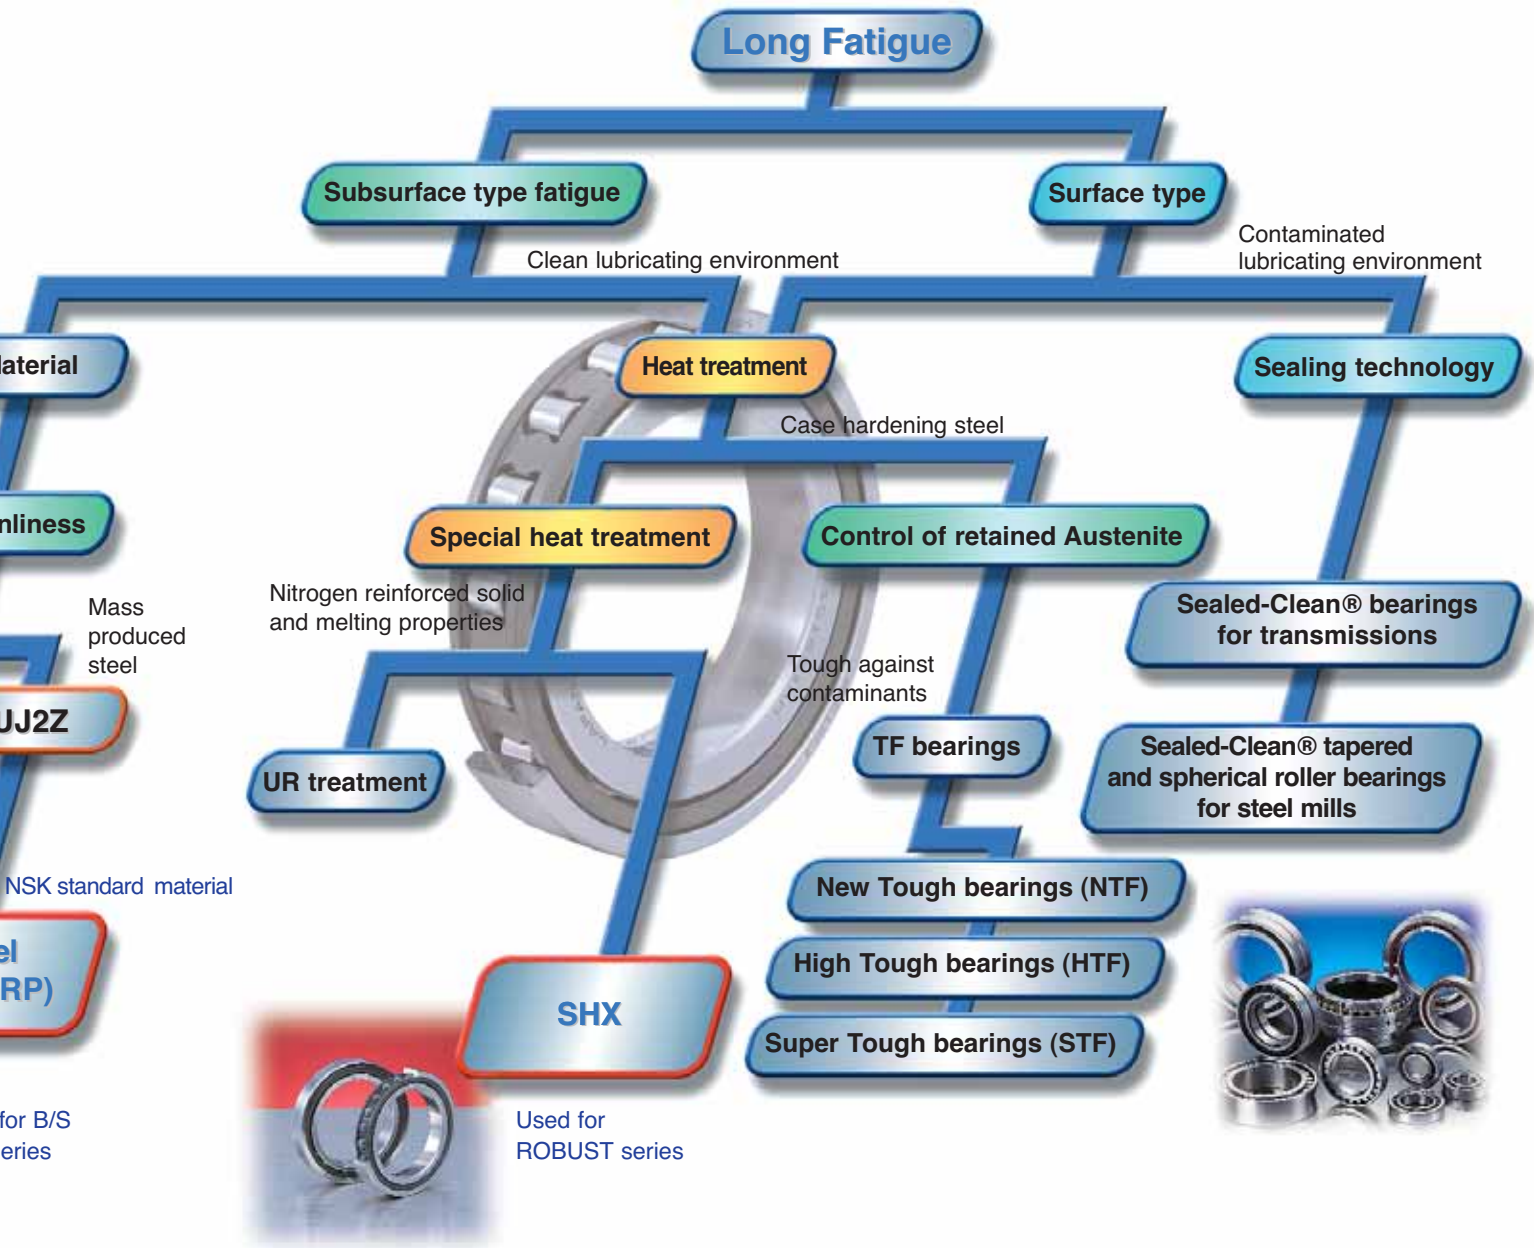 Long Fatigue
Subsurface type fatigue
Surface type
Clean lubricating environment
Contaminated
lubricating environment
aterial
Heat treatment
Sealing technology
Case hardening steel
nliness
Special heat treatment
Control of retained Austenite
Nitrogen reinforced solid
and melting properties
Mass
produced
steel
Sealed-Clean® bearings
for transmissions
Tough against
contaminants
UJ2Z
TF bearings
Sealed-Clean® tapered
and spherical roller bearings
for steel mills
UR treatment
NSK standard material
New Tough bearings (NTF)
el
RP)
High Tough bearings (HTF)
SHX
Super Tough bearings (STF)
for B/S
eries
Used for
ROBUST series